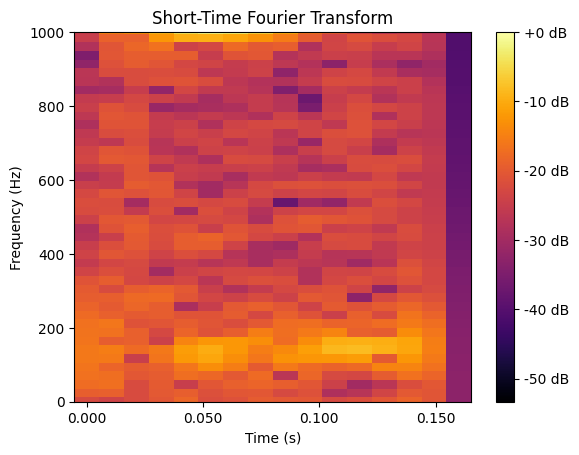 Short-Time Fourier Transform
Frequency (Hz)
1000
800
600
400
200
0
0.000
0.050
0.100
0.150
Time (s)
+0 dB
-10 dB
-20 dB
-30 dB
-40 dB
-50 dB